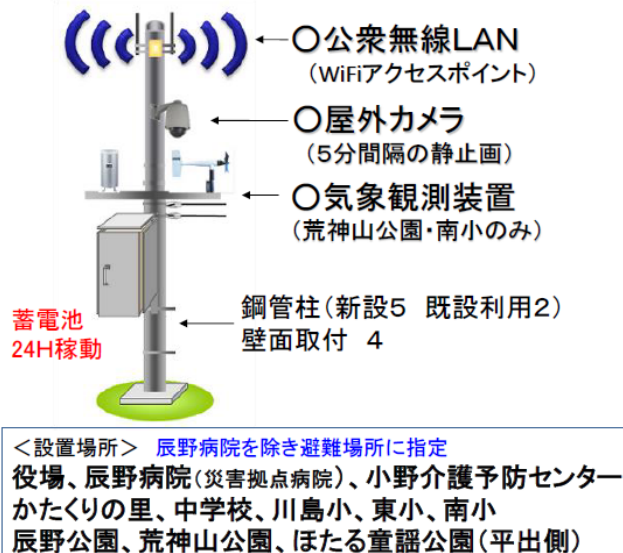 〇公衆無線LAN
(WiFiアクセスポイント)
〇屋外カメラ
(5分間隔の静止画)
〇気象観測装置
(荒神山公園・南小のみ)
鋼管柱(新設5 既設利用2)
壁面取付 4
蓄電池
24H稼動
<設置場所> 辰野病院を除き避難場所に指定
役場、辰野病院(災害拠点病院)、小野介護予防センター
かたくりの里、中学校、川島小、東小、南小
辰野公園、荒神山公園、ほたる童謡公園(平出側)